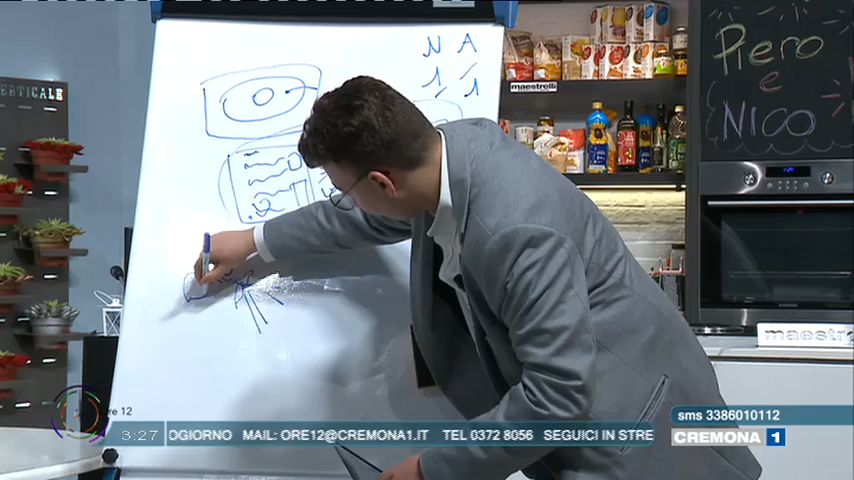 N A
1 1
Piero
e
NICO
VERTICALE
maestrelli
maestr
ore 12
3:27
OGIORNO MAIL: ORE12@CREMONA1.IT TEL 0372 8056 SEGUICI IN STRE
sms 3386010112
CREMONA 1